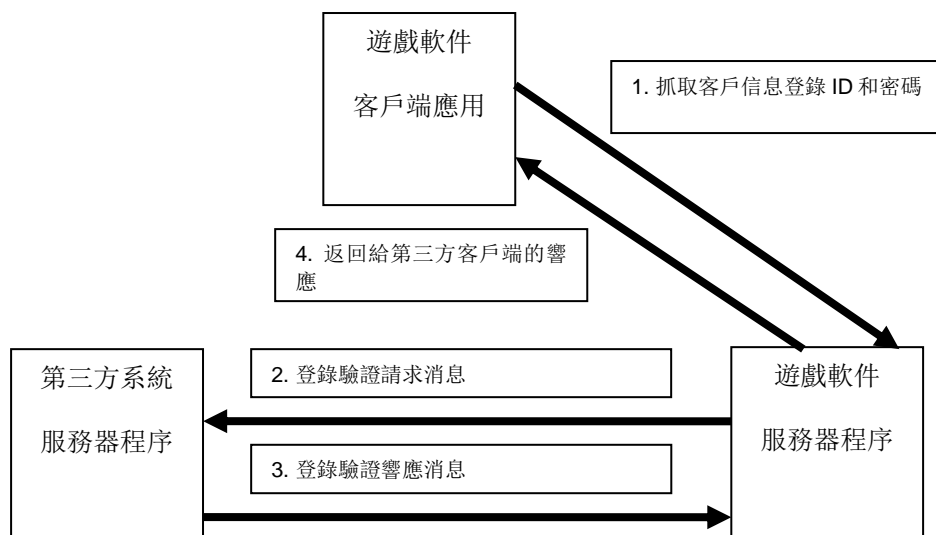 遊戲軟件
客戶端應用
1. 抓取客戶信息登錄 ID 和密碼
4. 返回給第三方客戶端的響
應
第三方系統
服務器程序
2. 登錄驗證請求消息
3. 登錄驗證響應消息
遊戲軟件
服務器程序